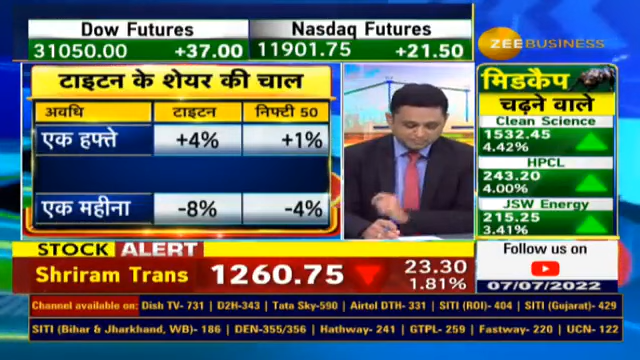 Dow Futures
31050.00 +37.00
Nasdaq Futures
11901.75 +21.50
ZEE BUSINESS
टाइटन के शेयर की चाल
अवधि टाइटन निफ्टी 50
एक हफ्ते +4% +1%
एक महीना -8% -4%
मिडकैप
चढ़ने वाले
Clean Science
1532.45
4.42%
HPCL
243.20
4.00%
JSW Energy
215.25
3.41%
STOCK ALERT
Shriram Trans 1260.75 23.30
1.81%
Follow us on
07/07/2022
Channel available on: Dish TV- 731 | D2H-343 | Tata Sky-590 | Airtel DTH- 331 | SITI (ROI)- 404 | SITI (Gujarat)- 429
SITI (Bihar & Jharkhand, WB)- 186 | DEN-355/356 | Hathway- 241 | GTPL- 259 | Fastway- 220 | UCN- 122